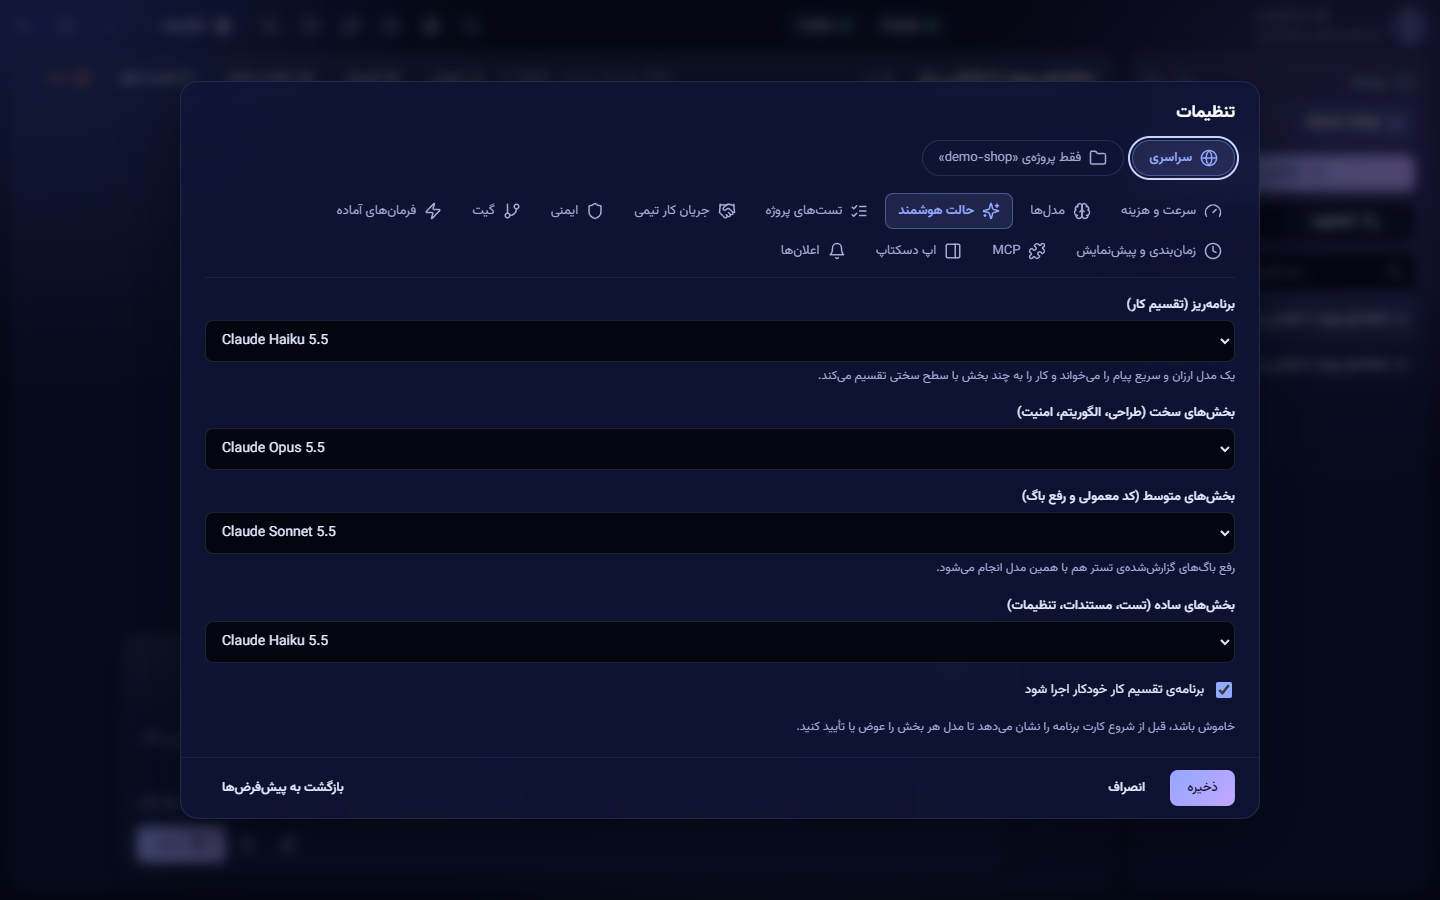 تنظیمات
سراسری
فقط پروژه‌ی «demo-shop»
سرعت و هزینه
مدل‌ها
حالت هوشمند
تست‌های پروژه
جریان کار تیمی
ایمنی
گیت
فرمان‌های آماده
زمان‌بندی و پیش‌نمایش
MCP
اپ دسکتاپ
اعلان‌ها
برنامه‌ریز (تقسیم کار)
Claude Haiku 5.5
یک مدل ارزان و سریع پیام را می‌خواند و کار را به چند بخش با سطح سختی تقسیم می‌کند.
بخش‌های سخت (طراحی، الگوریتم، امنیت)
Claude Opus 5.5
بخش‌های متوسط (کد معمولی و رفع باگ)
Claude Sonnet 5.5
رفع باگ‌های گزارش‌شده‌ی تستر هم با همین مدل انجام می‌شود.
بخش‌های ساده (تست، مستندات، تنظیمات)
Claude Haiku 5.5
برنامه‌ی تقسیم کار خودکار اجرا شود
خاموش باشد، قبل از شروع کارت برنامه را نشان می‌دهد تا مدل هر بخش را عوض یا تأیید کنید.
ذخیره
انصراف
بازگشت به پیش‌فرض‌ها